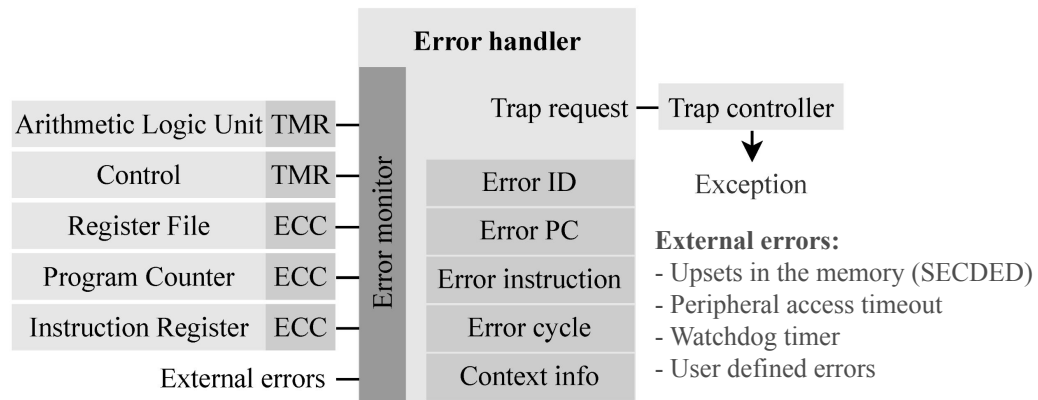 Error handler
Arithmetic Logic Unit TMR
Control TMR
Register File ECC
Program Counter ECC
Instruction Register ECC
External errors
Error monitor
Trap request
Error ID
Error PC
Error instruction
Error cycle
Context info
Trap controller
Exception
External errors:
- Upsets in the memory (SECDED)
- Peripheral access timeout
- Watchdog timer
- User defined errors